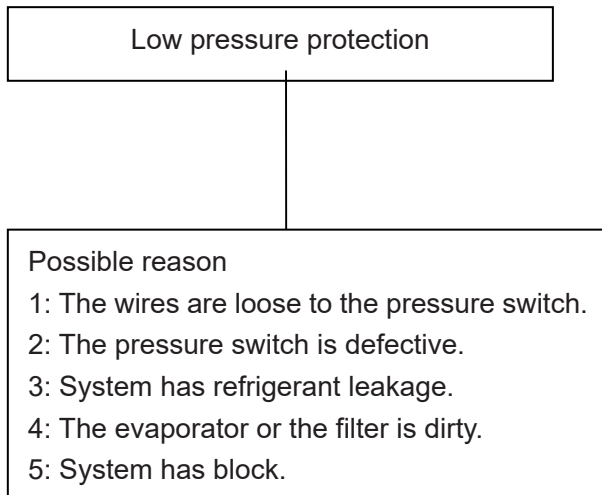 Low pressure protection
Possible reason
1: The wires are loose to the pressure switch.
2: The pressure switch is defective.
3: System has refrigerant leakage.
4: The evaporator or the filter is dirty.
5: System has block.